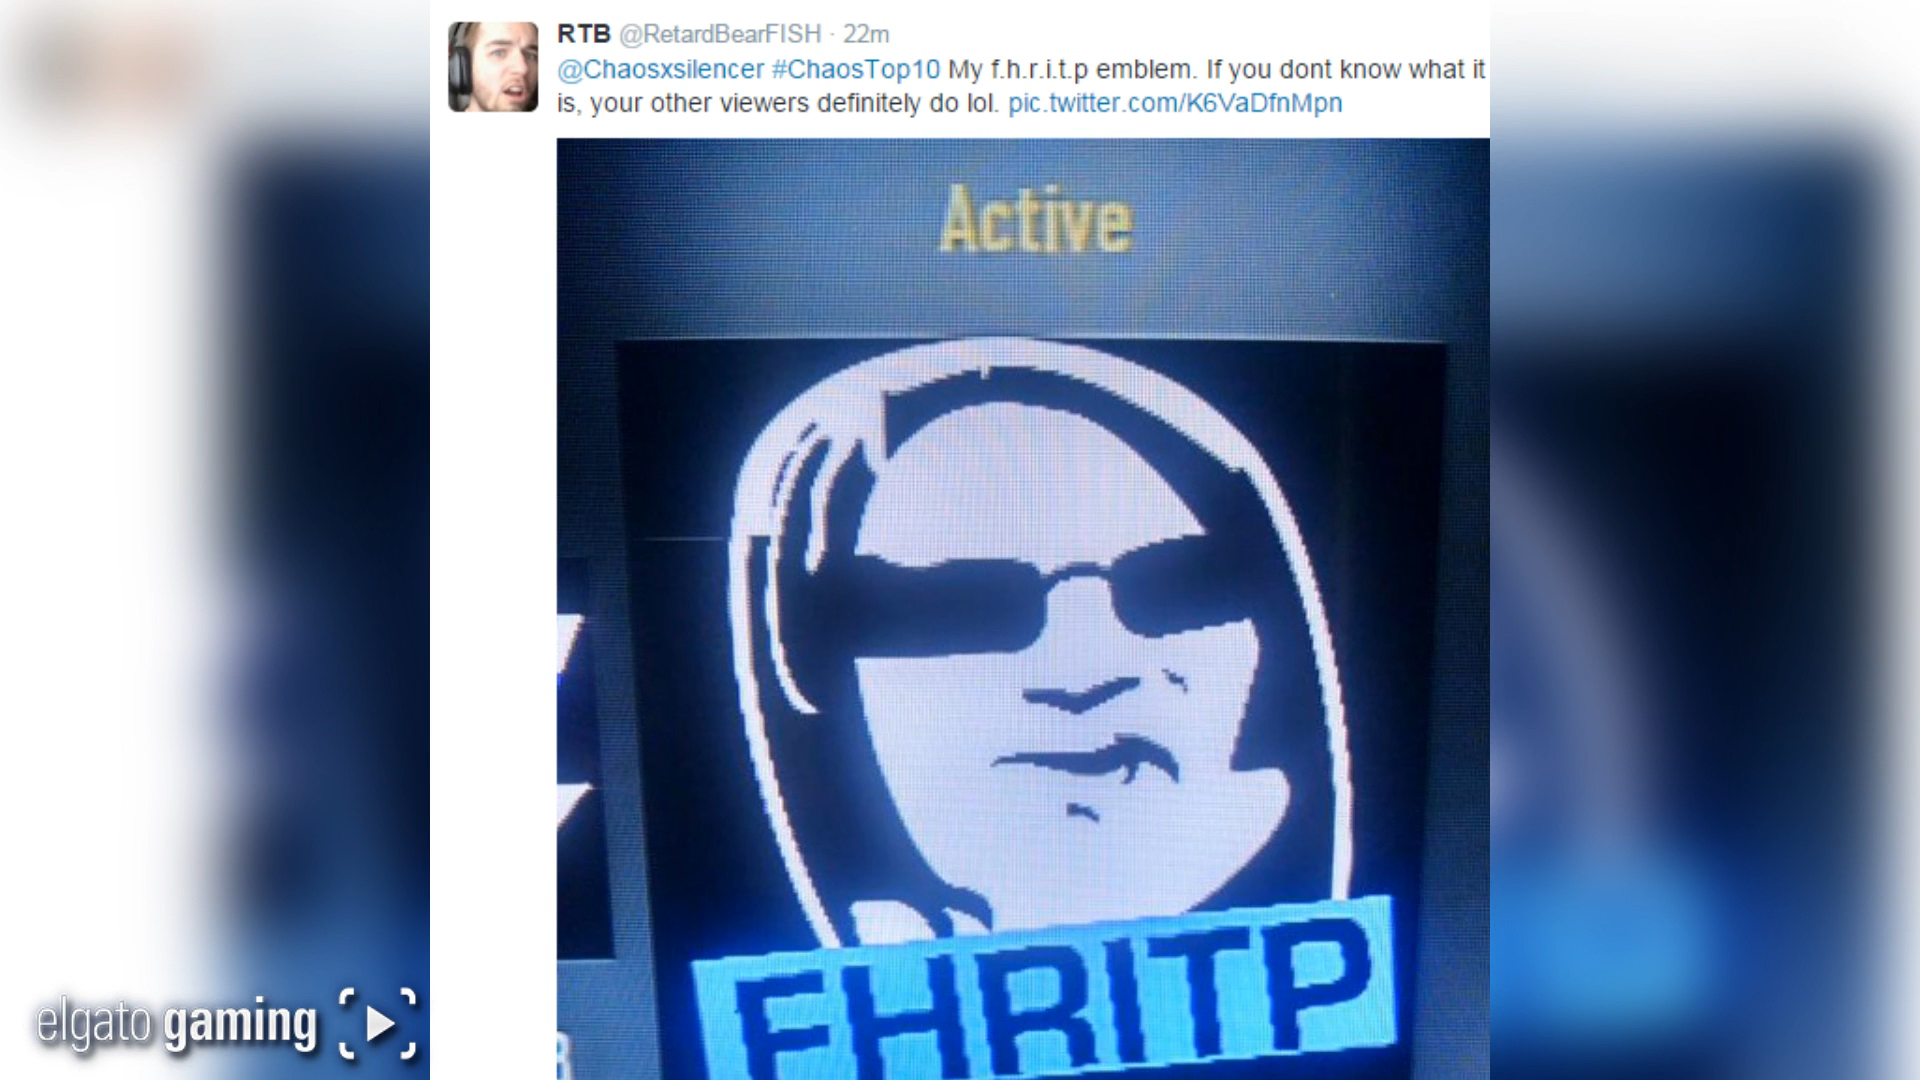 RTB @RetardBearFISH · 22m
@Chaosxsilencer #ChaosTop10 My f.h.r.i.t.p emblem. If you dont know what it
is, your other viewers definitely do lol. pic.twitter.com/K6VaDfnMpn
Active
FHRITP
elgato gaming